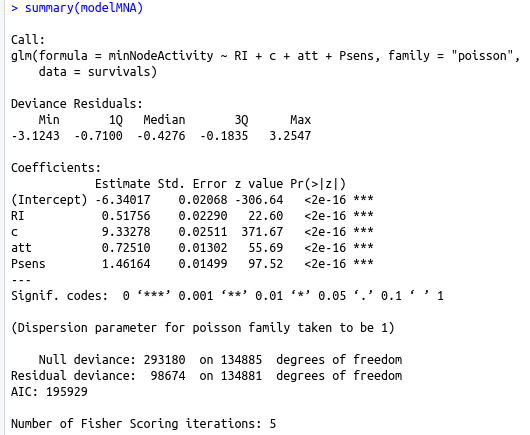 > summary(modelMNA)
Call:
glm(formula = minNodeActivity ~ RI + c + att + Psens, family = "poisson",
    data = survivals)
Deviance Residuals:
    Min       1Q   Median       3Q      Max
-3.1243  -0.7100  -0.4276  -0.1835   3.2547
Coefficients:
            Estimate Std. Error z value Pr(>|z|)
(Intercept) -6.34017    0.02068 -306.64   <2e-16 ***
RI           0.51756    0.02290   22.60   <2e-16 ***
c            9.33278    0.02511  371.67   <2e-16 ***
att          0.72510    0.01302   55.69   <2e-16 ***
Psens        1.46164    0.01499   97.52   <2e-16 ***
---
Signif. codes:  0 ‘***’ 0.001 ‘**’ 0.01 ‘*’ 0.05 ‘.’ 0.1 ‘ ’ 1
(Dispersion parameter for poisson family taken to be 1)
    Null deviance: 293180  on 134885  degrees of freedom
Residual deviance:  98674  on 134881  degrees of freedom
AIC: 195929
Number of Fisher Scoring iterations: 5